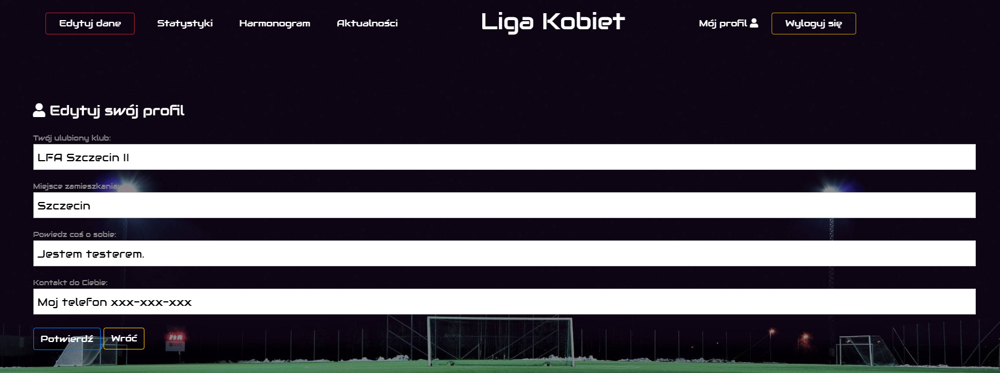 Edytuj dane
Statystyki
Harmonogram
Aktualności
Liga Kobiet
Mój profil
Wyloguj się
Edytuj swój profil
Twój ulubiony klub:
LFA Szczecin II
Miejsce zamieszkania:
Szczecin
Powiedz coś o sobie:
Jestem testerem.
Kontakt do Ciebie:
Moj telefon xxx-xxx-xxx
Potwierdź
Wróć